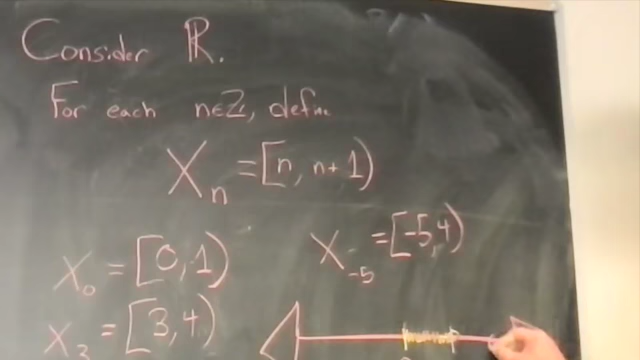 Consider ℝ.
For each n∈ℤ, define
Xₙ = [n, n+1)
X₀ = [0,1)
X₋₅ = [-5,4)
X₃ = [3,4)